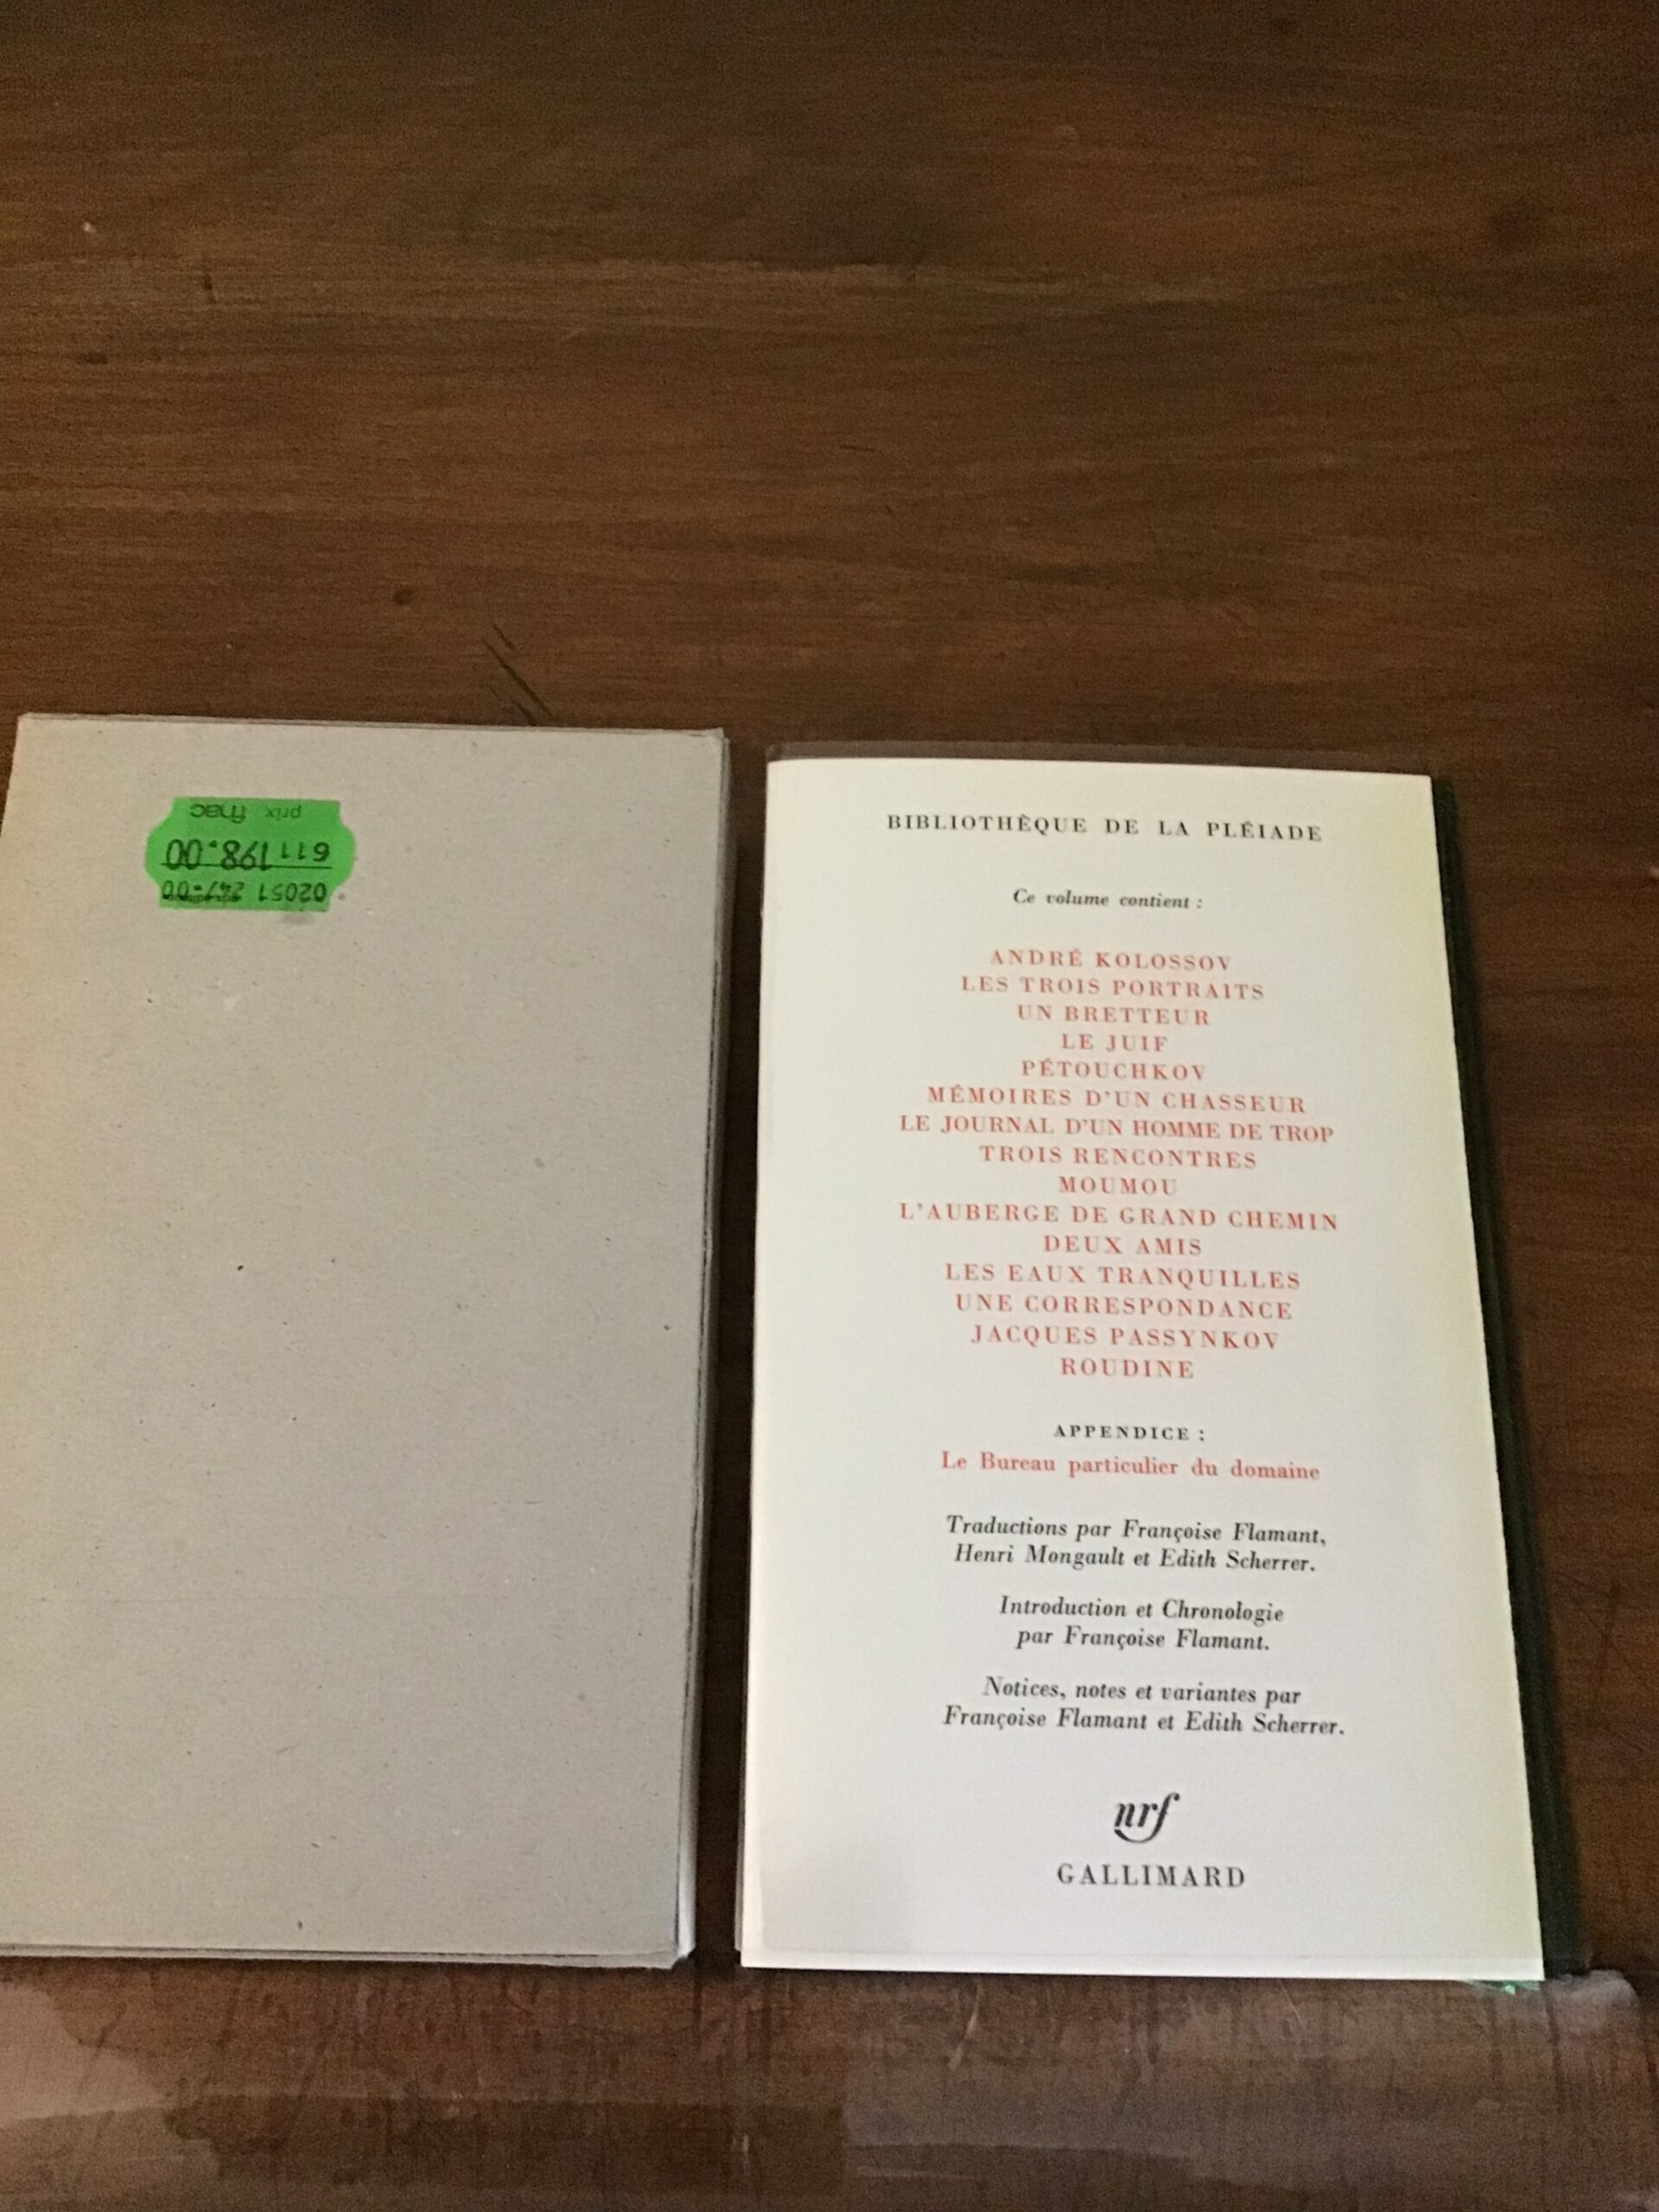 prix fnac
611 198.00
02051 247.00
BIBLIOTHÈQUE DE LA PLÉIADE
Ce volume contient :
ANDRÉ KOLOSSOV
LES TROIS PORTRAITS
UN BRETTEUR
LE JUIF
PÉTOUCHKOV
MÉMOIRES D'UN CHASSEUR
LE JOURNAL D'UN HOMME DE TROP
TROIS RENCONTRES
MOUMOU
L'AUBERGE DE GRAND CHEMIN
DEUX AMIS
LES EAUX TRANQUILLES
UNE CORRESPONDANCE
JACQUES PASSYNKOV
ROUDINE
APPENDICE :
Le Bureau particulier du domaine
Traductions par Françoise Flamant,
Henri Mongault et Edith Scherrer.
Introduction et Chronologie
par Françoise Flamant.
Notices, notes et variantes par
Françoise Flamant et Edith Scherrer.
nrf
GALLIMARD